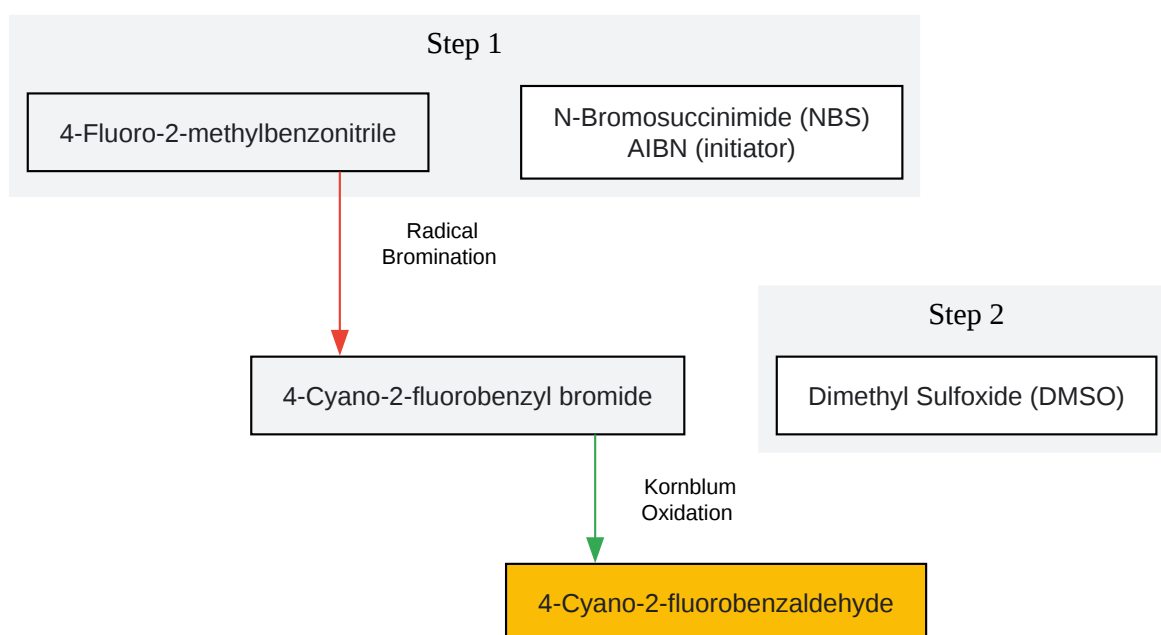 Step 1
4-Fluoro-2-methylbenzonitrile
N-Bromosuccinimide (NBS)
AIBN (initiator)
Radical
Bromination
Step 2
4-Cyano-2-fluorobenzyl bromide
Dimethyl Sulfoxide (DMSO)
Kornblum
Oxidation
4-Cyano-2-fluorobenzaldehyde